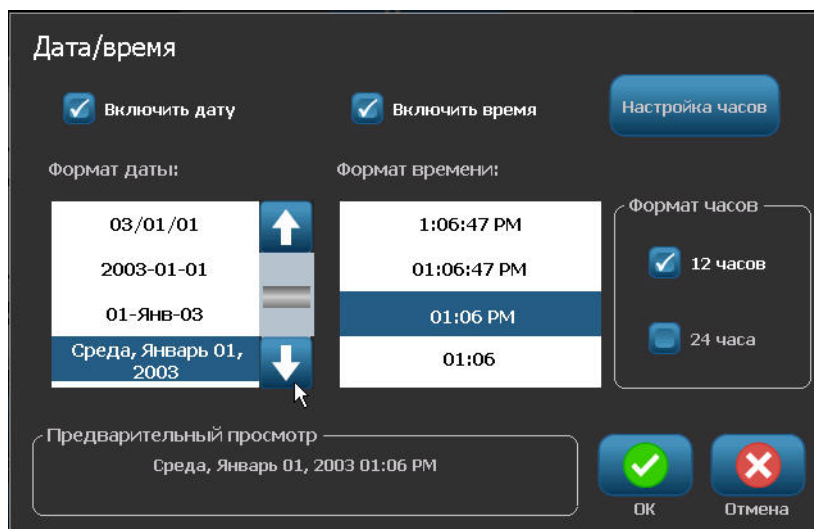 Дата/время
Включить дату
Включить время
Настройка часов
Формат даты:
Формат времени:
Формат часов
03/01/01
2003-01-01
01-Янв-03
Среда, Январь 01,
2003
1:06:47 PM
01:06:47 PM
01:06 PM
01:06
12 часов
24 часа
Предварительный просмотр
Среда, Январь 01, 2003 01:06 PM
OK
Отмена